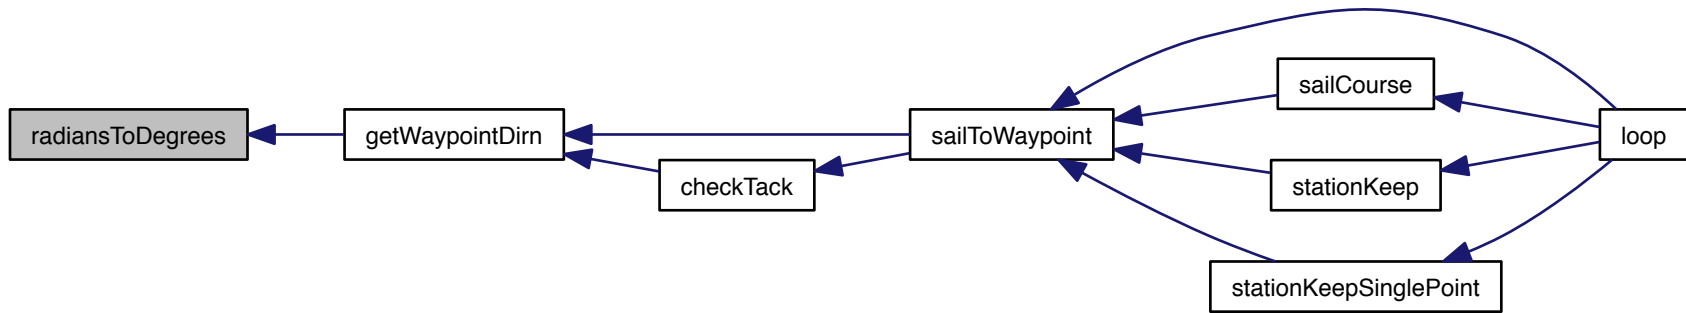 radiansToDegrees
getWaypointDirn
checkTack
sailToWaypoint
sailCourse
stationKeep
stationKeepSinglePoint
loop